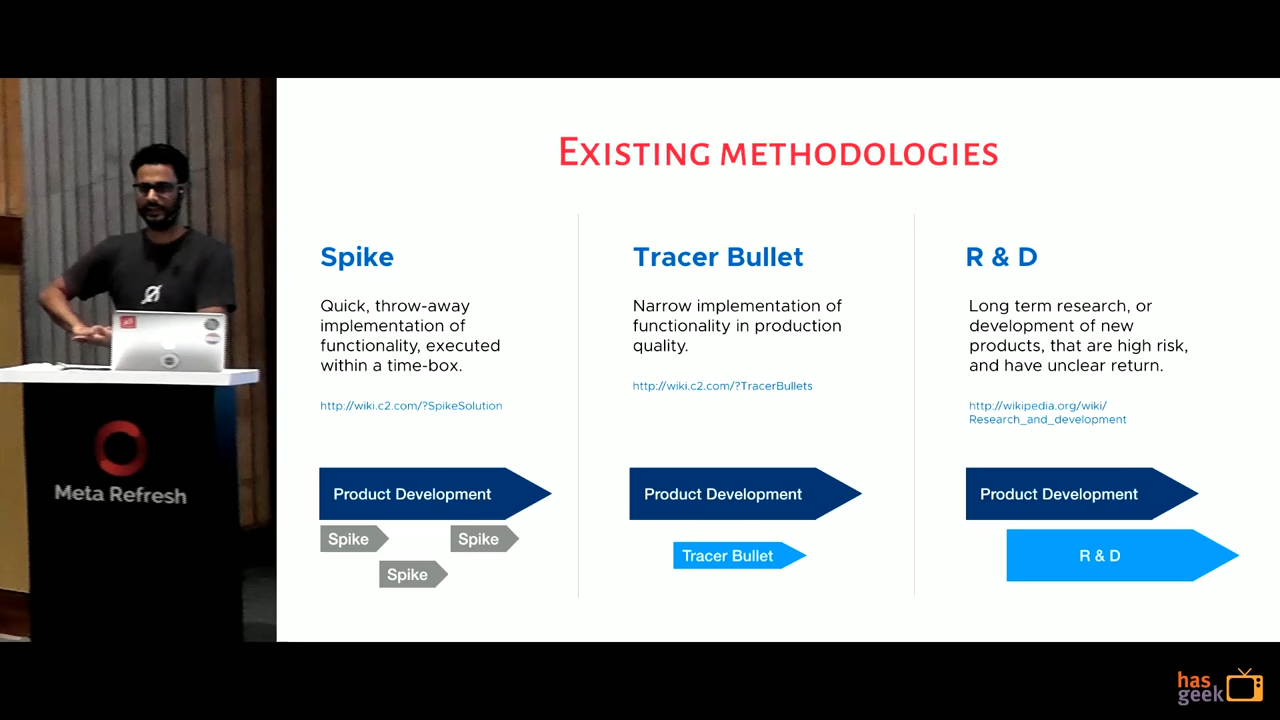 EXISTING METHODOLOGIES
Spike
Quick, throw-away
implementation of
functionality, executed
within a time-box.
http://wiki.c2.com/?SpikeSolution
Product Development
Spike
Spike
Spike
Tracer Bullet
Narrow implementation of
functionality in production
quality.
http://wiki.c2.com/?TracerBullets
Product Development
Tracer Bullet
R & D
Long term research, or
development of new
products, that are high risk,
and have unclear return.
http://wikipedia.org/wiki/
Research_and_development
Product Development
R & D
Meta Refresh
has
geek